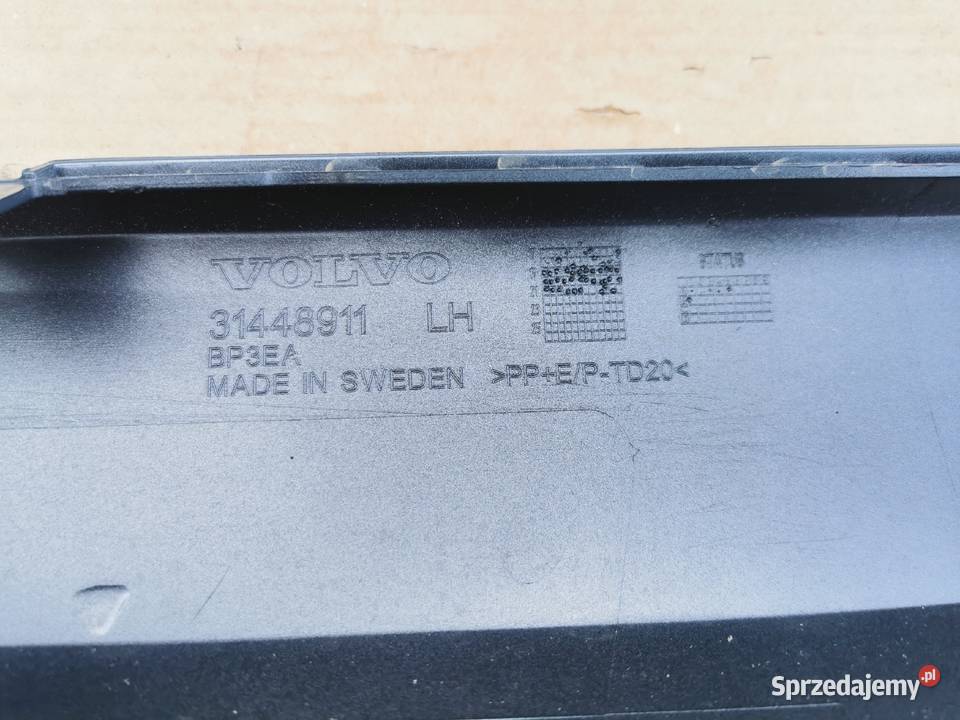 VOLVO
31448911 LH
BP3EA
MADE IN SWEDEN >PP+E/P-TD20<
Sprzedajemy.pl